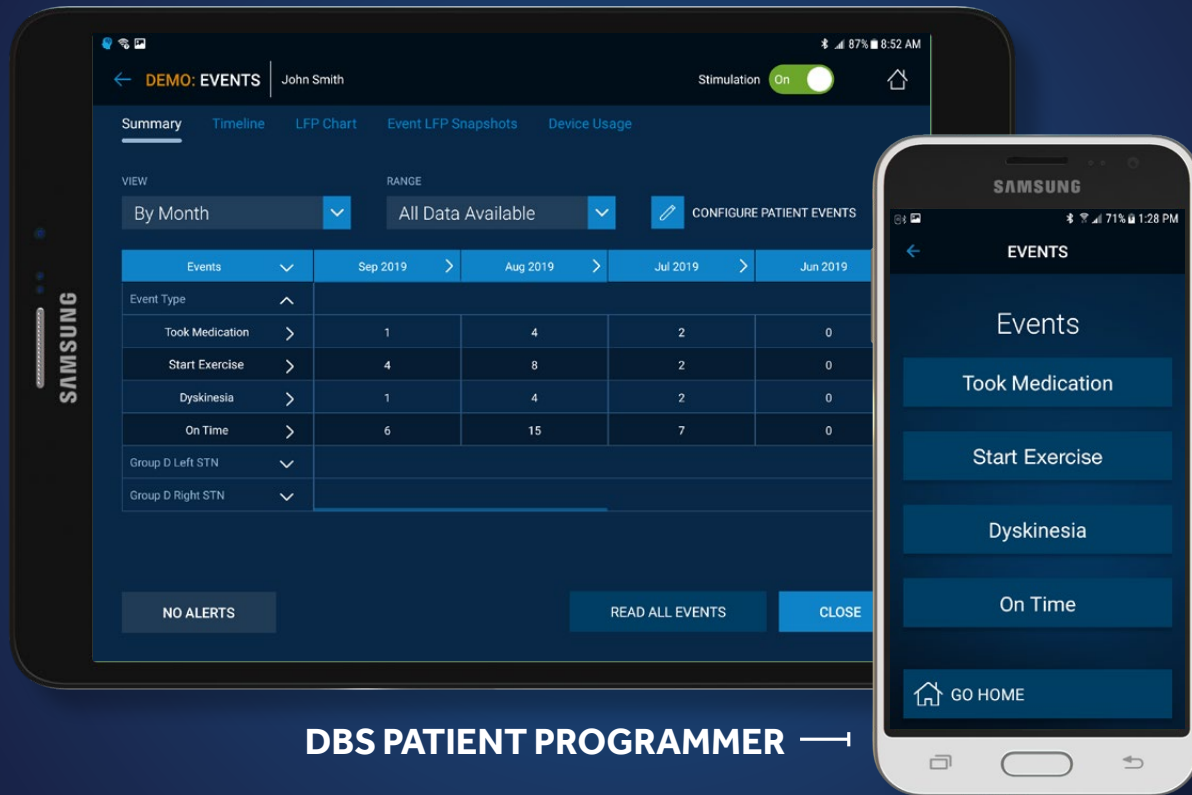 87% 8:52 AM
DEMO: EVENTS John Smith Stimulation On
Summary Timeline LFP Chart Event LFP Snapshots Device Usage
VIEW RANGE
By Month All Data Available CONFIGURE PATIENT EVENTS
Events Sep 2019 Aug 2019 Jul 2019 Jun 2019
Event Type
Took Medication 1 4 2 0
Start Exercise 4 8 2 0
Dyskinesia 1 4 2 0
On Time 6 15 7 0
Group D Left STN
Group D Right STN
NO ALERTS READ ALL EVENTS CLOSE
SAMSUNG
SAMSUNG
71% 1:28 PM
EVENTS
Events
Took Medication
Start Exercise
Dyskinesia
On Time
GO HOME
DBS PATIENT PROGRAMMER